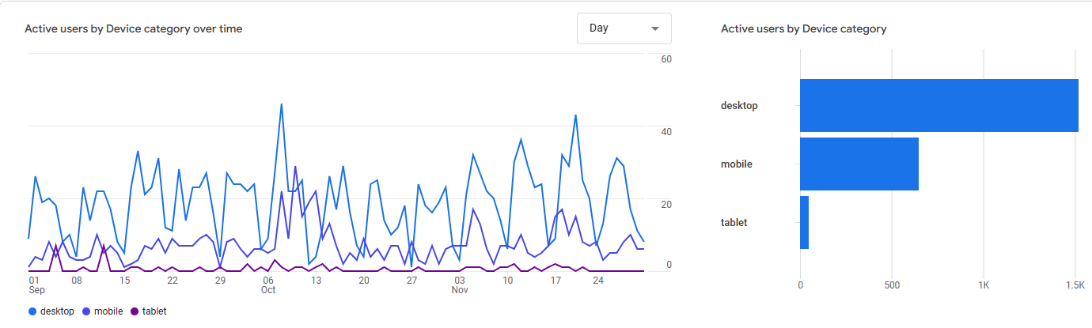 Active users by Device category over time
Day
60
40
20
0
01 Sep
08
15
22
29
06 Oct
13
20
27
03 Nov
10
17
24
desktop
mobile
tablet
Active users by Device category
desktop
mobile
tablet
0
500
1K
1.5K